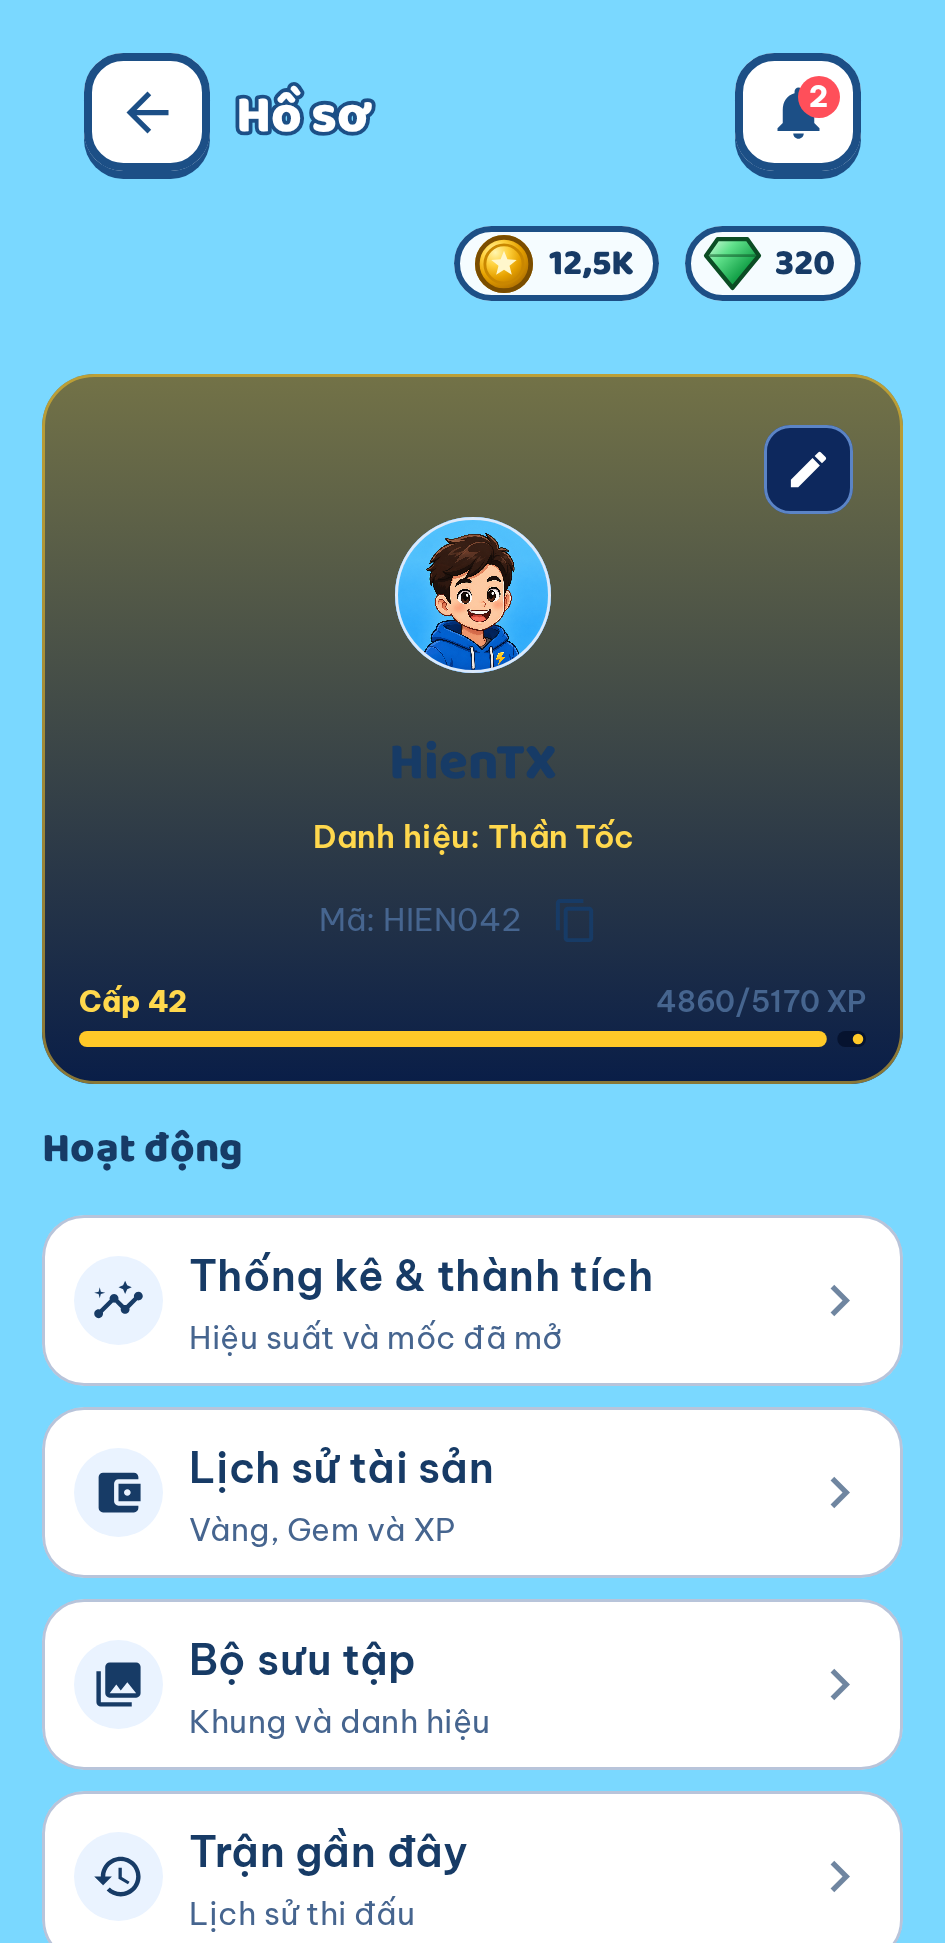 Hồ sơ
2
12,5K
320
HienTX
Danh hiệu: Thần Tốc
Mã: HIEN042
Cấp 42
4860/5170 XP
Hoạt động
Thống kê & thành tích
Hiệu suất và mốc đã mở
Lịch sử tài sản
Vàng, Gem và XP
Bộ sưu tập
Khung và danh hiệu
Trận gần đây
Lịch sử thi đấu